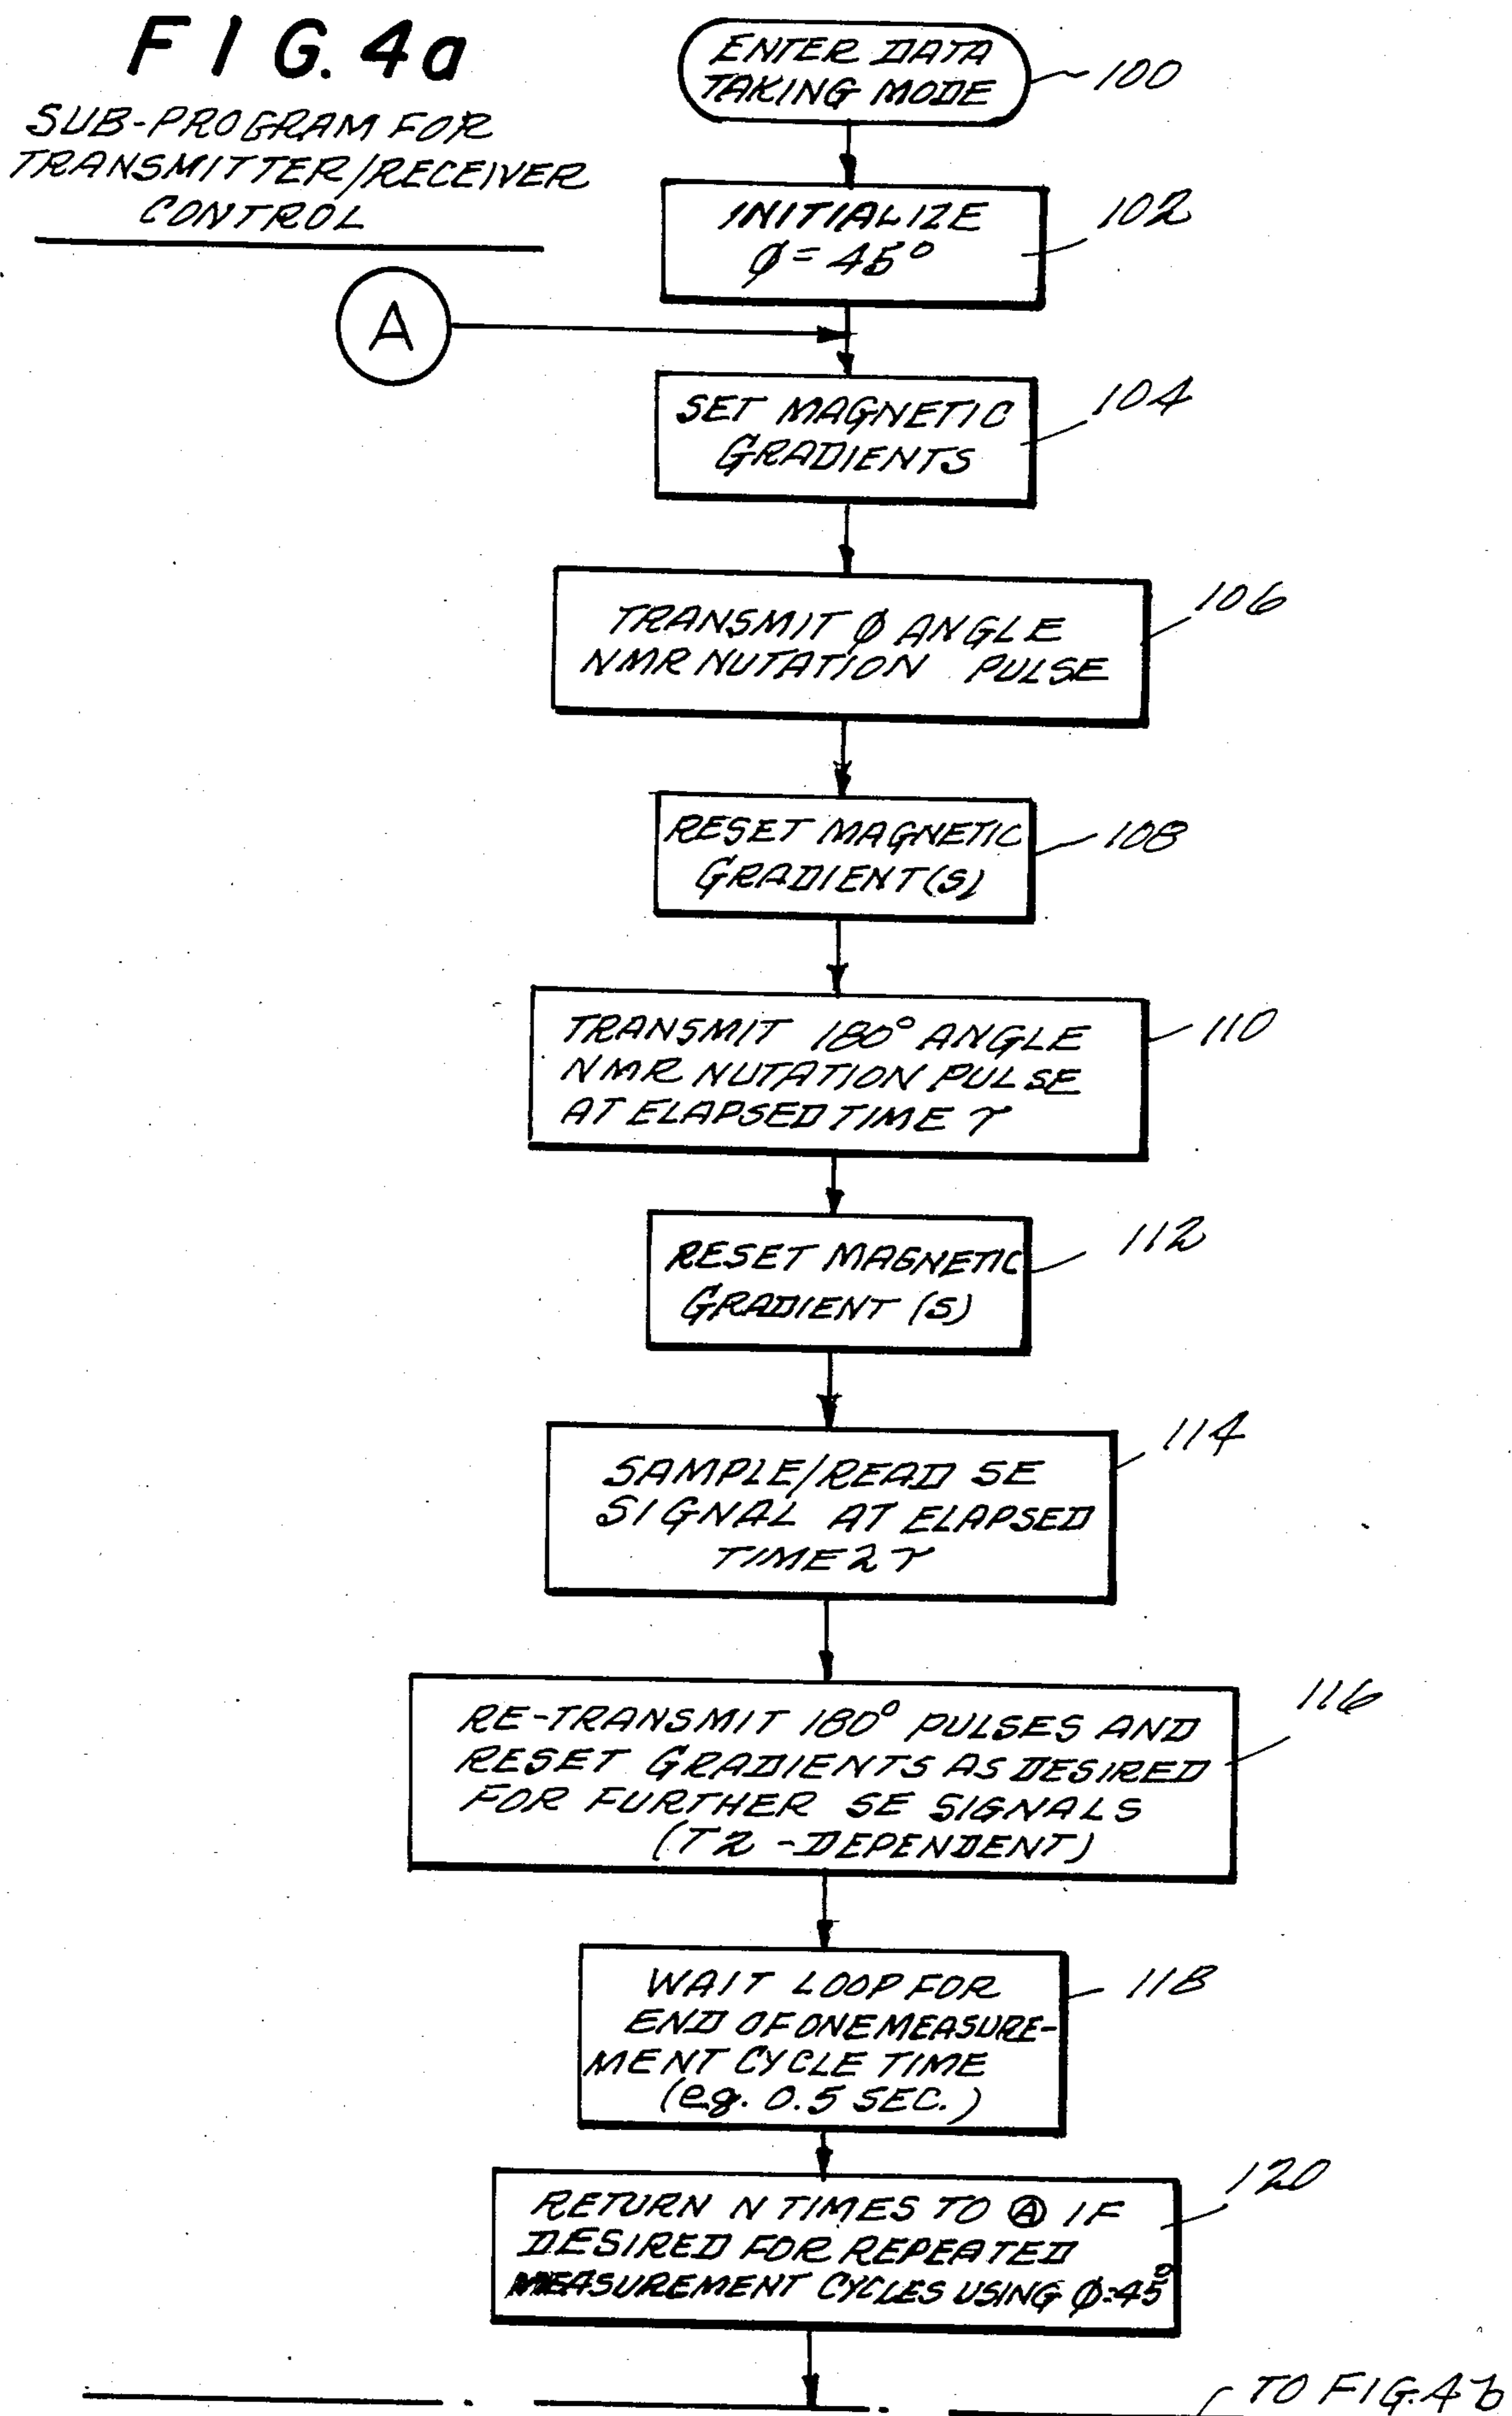 FIG. 4a
SUB-PROGRAM FOR
TRANSMITTER/RECEIVER
CONTROL
ENTER DATA
TAKING MODE
100
INITIALIZE
φ = 45°
102
A
SET MAGNETIC
GRADIENTS
104
TRANSMIT φ ANGLE
NMR NUTATION PULSE
106
RESET MAGNETIC
GRADIENT(S)
108
TRANSMIT 180° ANGLE
NMR NUTATION PULSE
AT ELAPSED TIME τ
110
RESET MAGNETIC
GRADIENT (S)
112
SAMPLE/READ SE
SIGNAL AT ELAPSED
TIME 2τ
114
RE-TRANSMIT 180° PULSES AND
RESET GRADIENTS AS DESIRED
FOR FURTHER SE SIGNALS
(T2 -DEPENDENT)
116
WAIT LOOP FOR
END OF ONE MEASURE-
MENT CYCLE TIME
(e.g. 0.5 SEC.)
118
RETURN N TIMES TO Ⓐ IF
DESIRED FOR REPEATED
MEASUREMENT CYCLES USING φ=45°
120
TO FIG. 4b